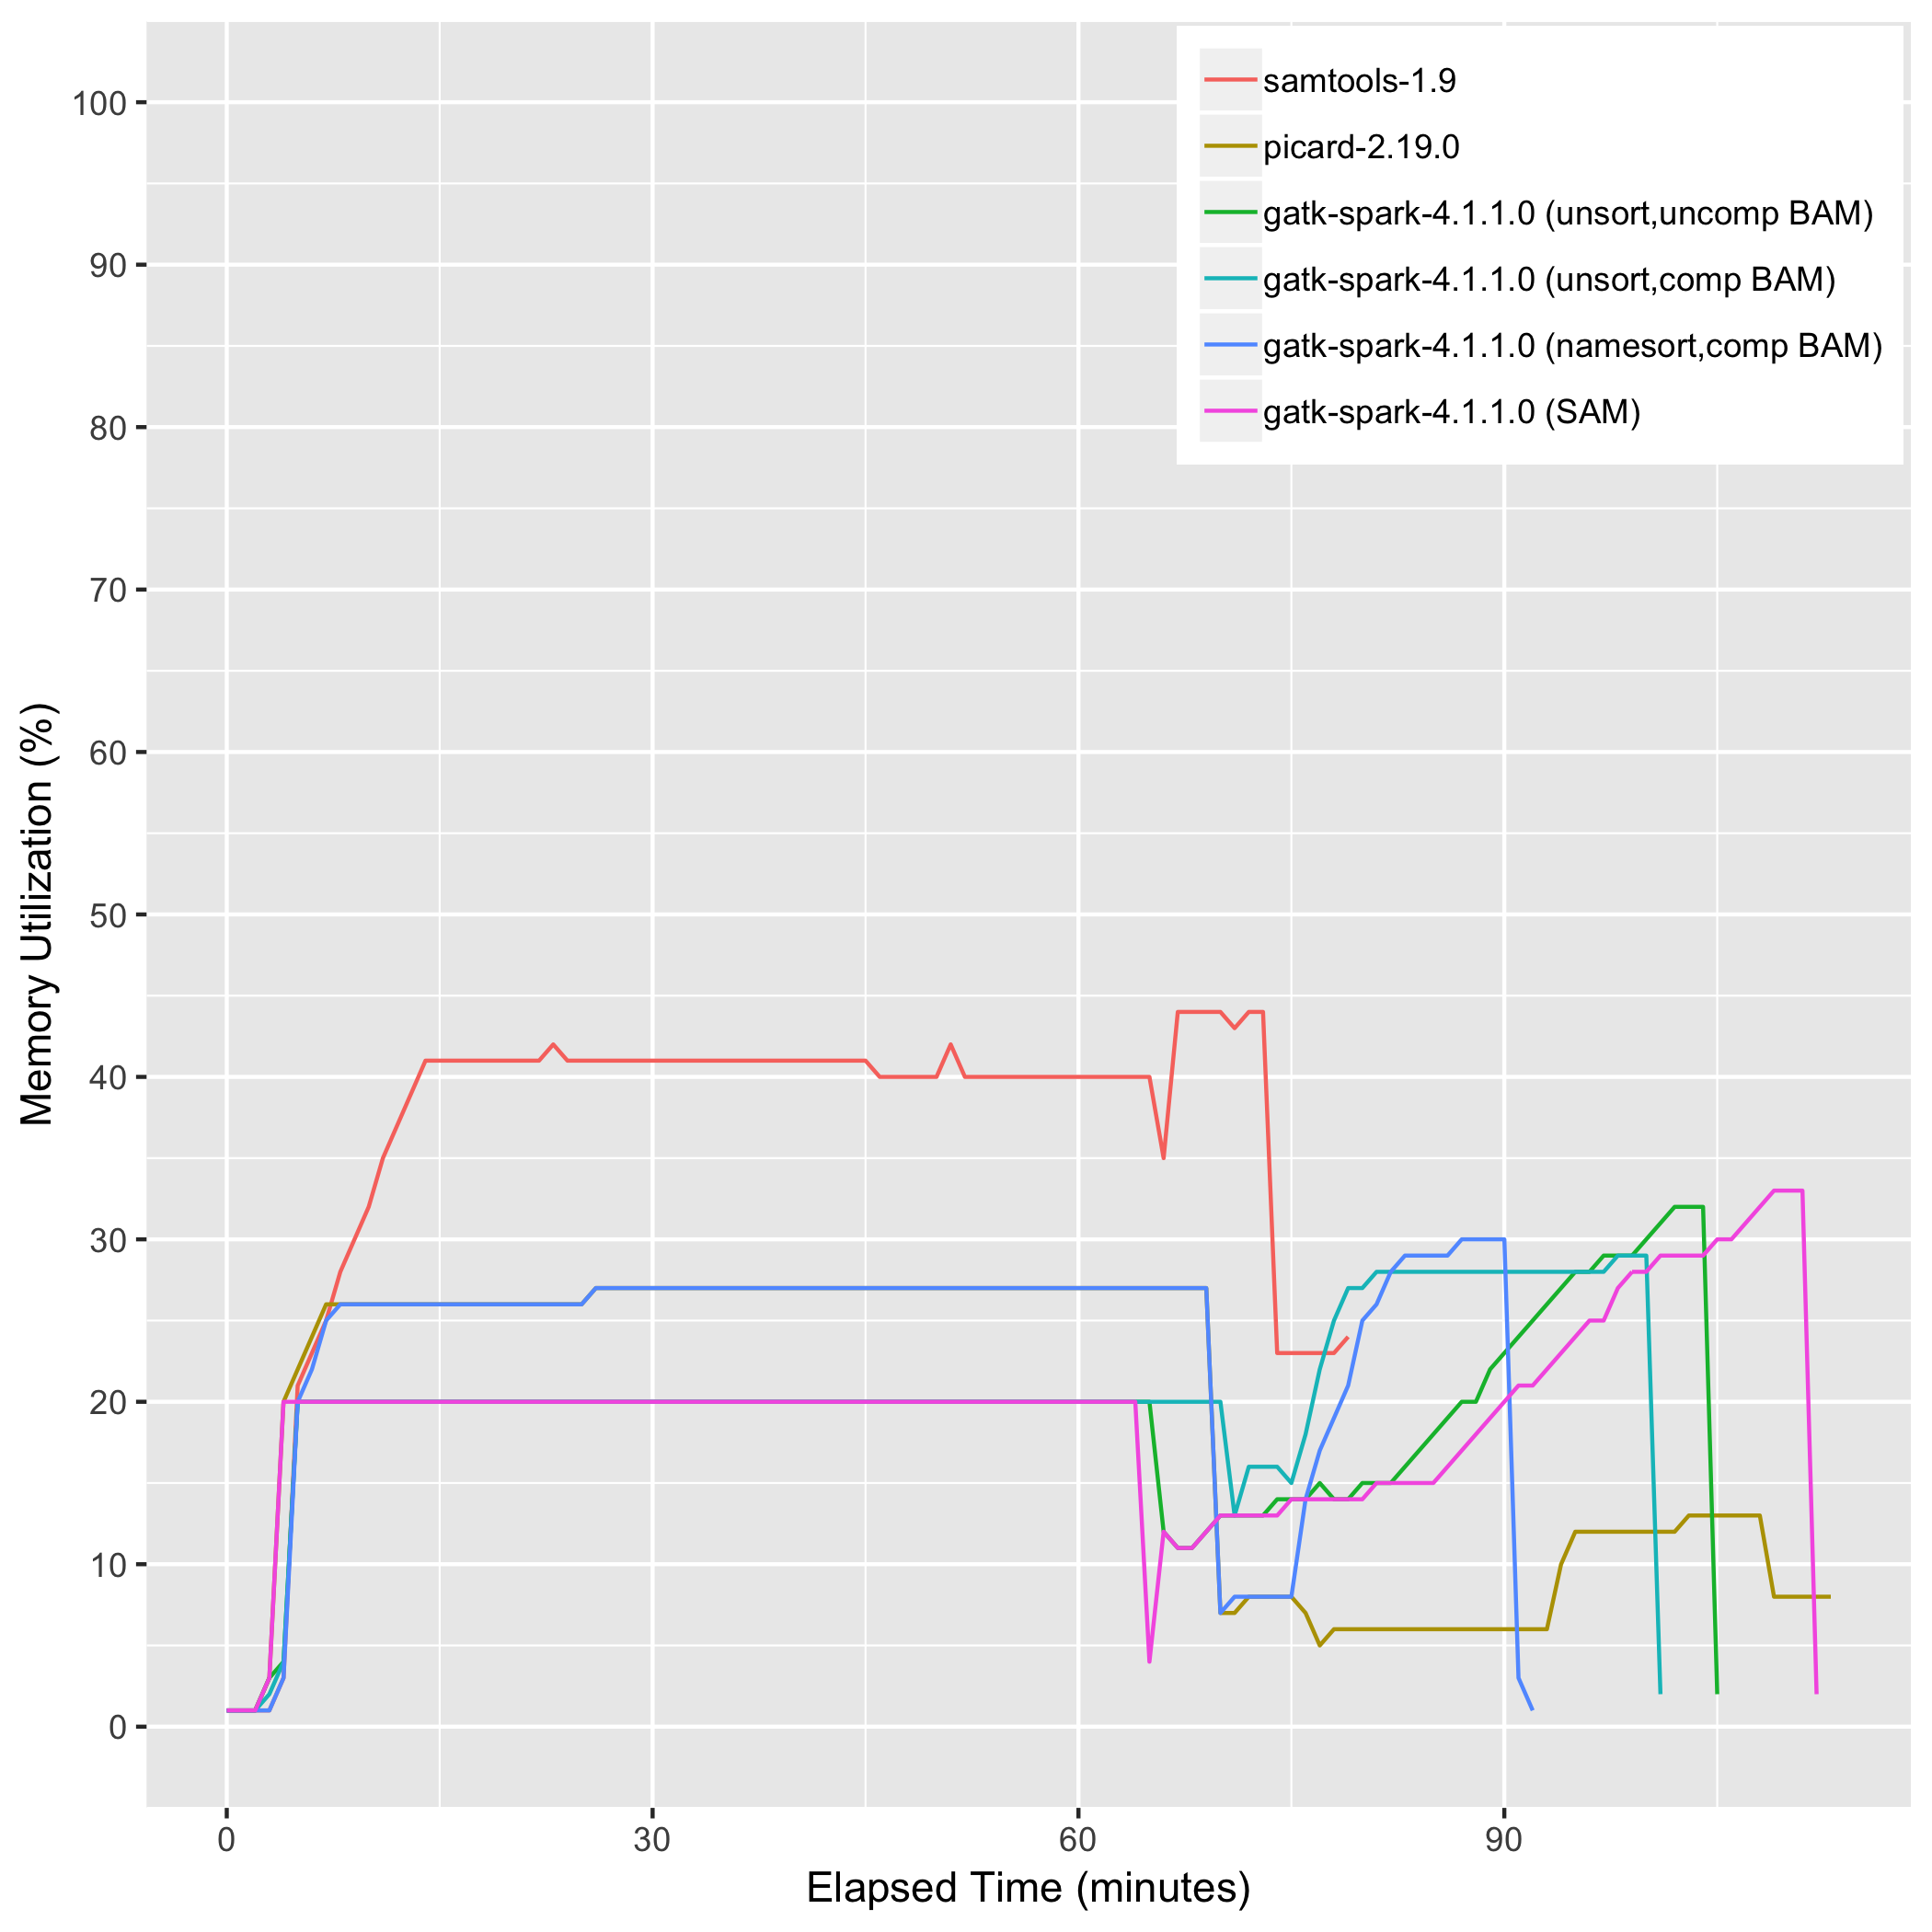 samtools-1.9
picard-2.19.0
gatk-spark-4.1.1.0 (unsort,uncomp BAM)
gatk-spark-4.1.1.0 (unsort,comp BAM)
gatk-spark-4.1.1.0 (namesort,comp BAM)
gatk-spark-4.1.1.0 (SAM)
Memory Utilization (%)
100
90
80
70
60
50
40
30
20
10
0
0 30 60 90
Elapsed Time (minutes)